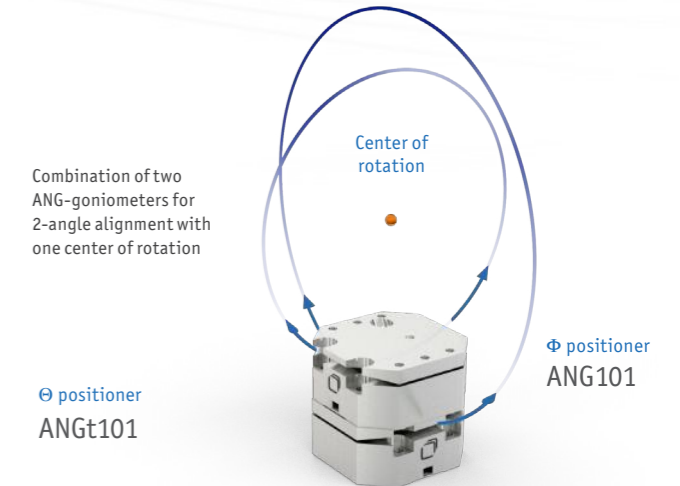 Center of
rotation
Combination of two
ANG-goniometers for
2-angle alignment with
one center of rotation
Φ positioner
ANG101
Θ positioner
ANGt101